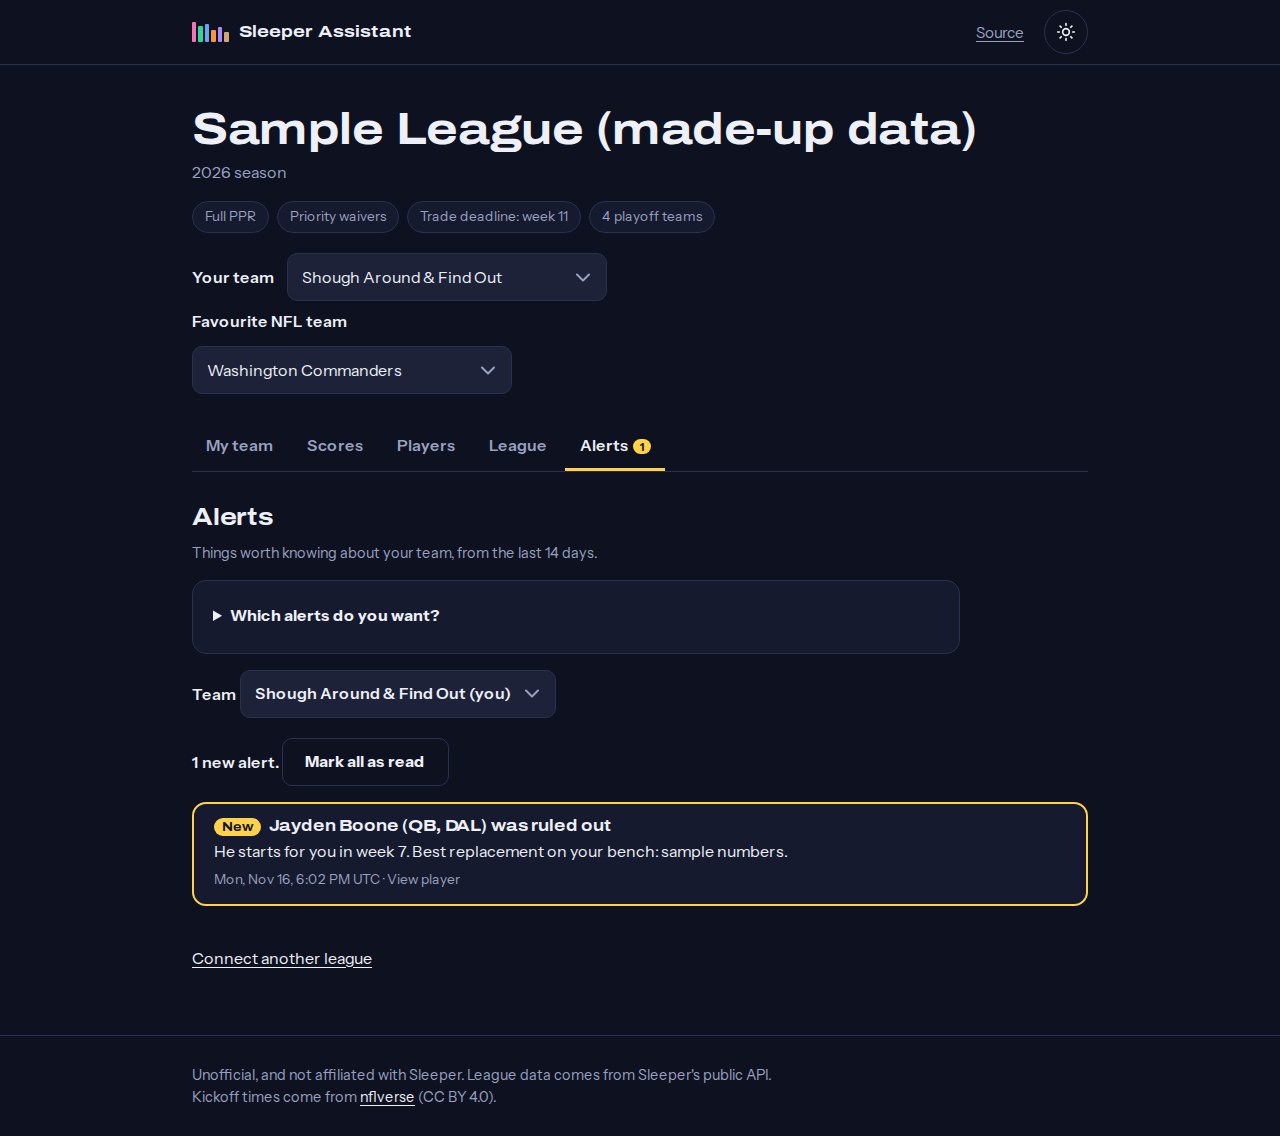 Sleeper Assistant
Source
Sample League (made-up data)
2026 season
Full PPR
Priority waivers
Trade deadline: week 11
4 playoff teams
Your team
Shough Around & Find Out
Favourite NFL team
Washington Commanders
My team
Scores
Players
League
Alerts 1
Alerts
Things worth knowing about your team, from the last 14 days.
Which alerts do you want?
Team
Shough Around & Find Out (you)
1 new alert.
Mark all as read
New Jayden Boone (QB, DAL) was ruled out
He starts for you in week 7. Best replacement on your bench: sample numbers.
Mon, Nov 16, 6:02 PM UTC · View player
Connect another league
Unofficial, and not affiliated with Sleeper. League data comes from Sleeper's public API.
Kickoff times come from nflverse (CC BY 4.0).